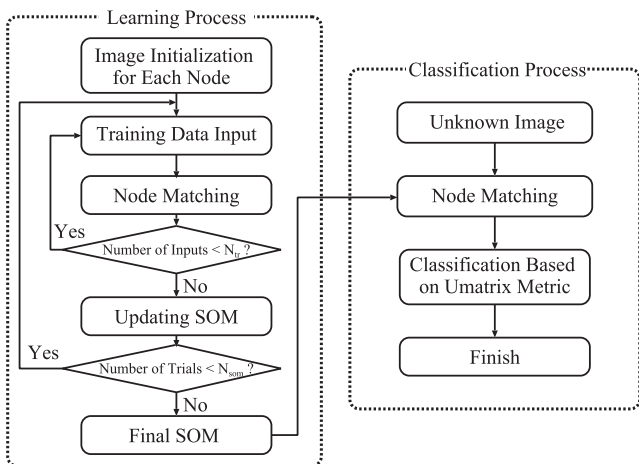 Learning Process
Image Initialization
for Each Node
Training Data Input
Node Matching
Yes
Number of Inputs < Ntr ?
No
Updating SOM
Yes
Number of Trials < Nsom ?
No
Final SOM
Classification Process
Unknown Image
Node Matching
Classification Based
on Umatrix Metric
Finish